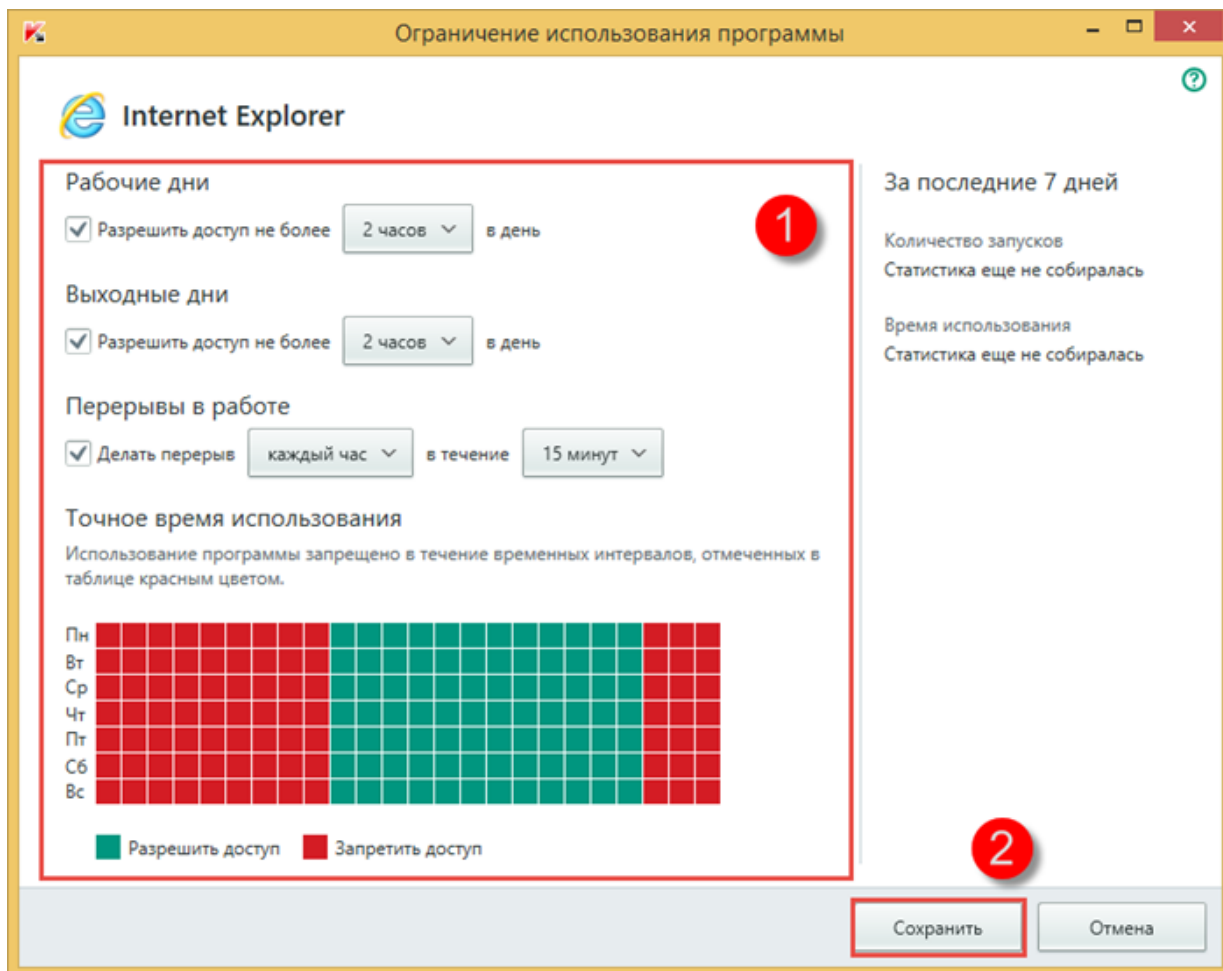 Ограничение использования программы
Internet Explorer
Рабочие дни
Разрешить доступ не более 2 часов в день
1
Выходные дни
Разрешить доступ не более 2 часов в день
Перерывы в работе
Делать перерыв каждый час в течение 15 минут
Точное время использования
Использование программы запрещено в течение временных интервалов, отмеченных в
таблице красным цветом.
Пн
Вт
Ср
Чт
Пт
Сб
Вс
Разрешить доступ Запретить доступ
За последние 7 дней
Количество запусков
Статистика еще не собиралась
Время использования
Статистика еще не собиралась
2
Сохранить Отмена